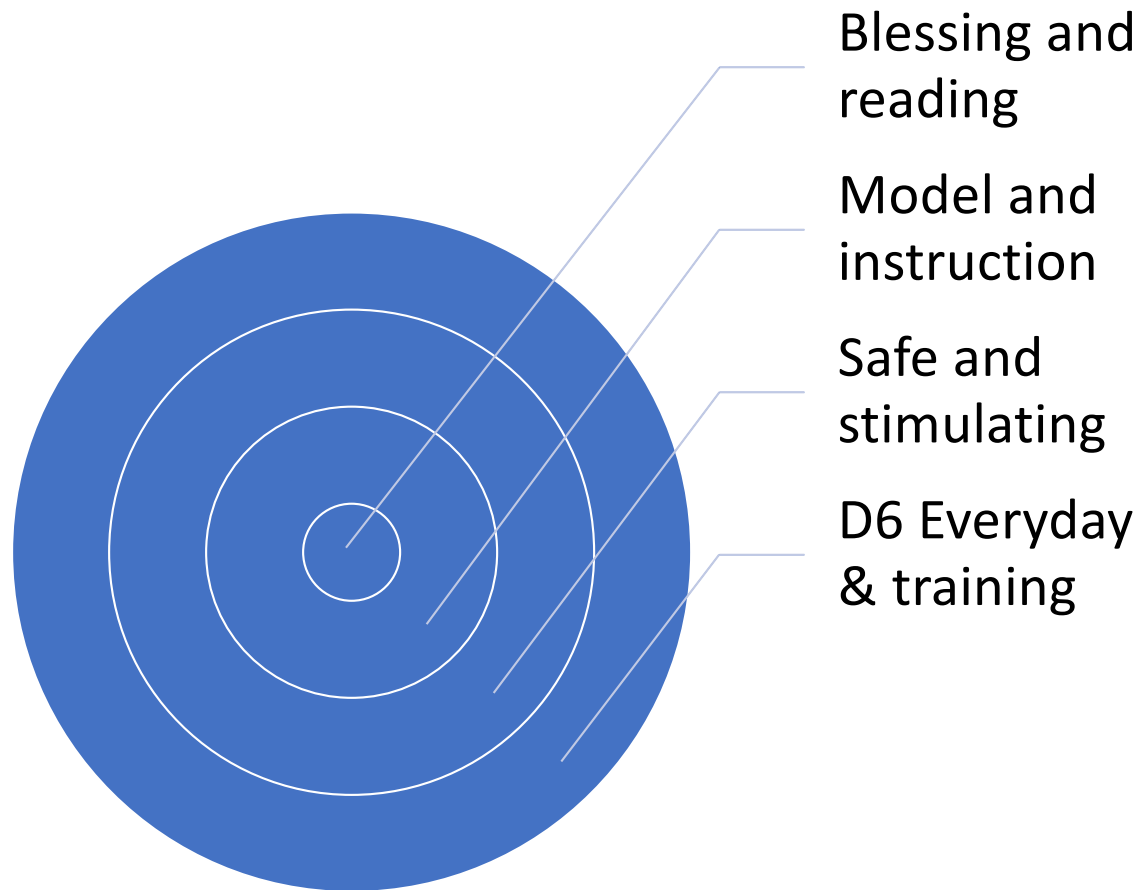 Blessing and
reading
Model and
instruction
Safe and
stimulating
D6 Everyday
& training